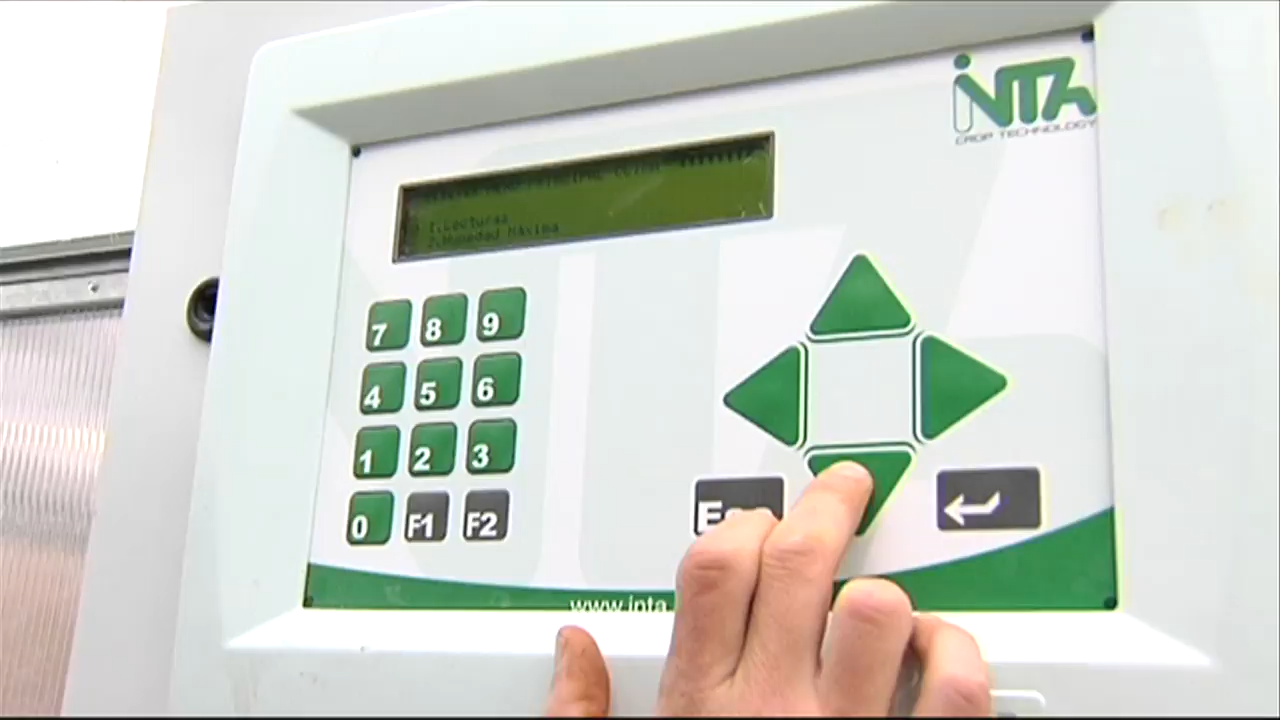 INTA
CROP TECHNOLOGY
1.Lecturas
2.Humedad Máxima
7 8 9
4 5 6
1 2 3
0 F1 F2
www.inta